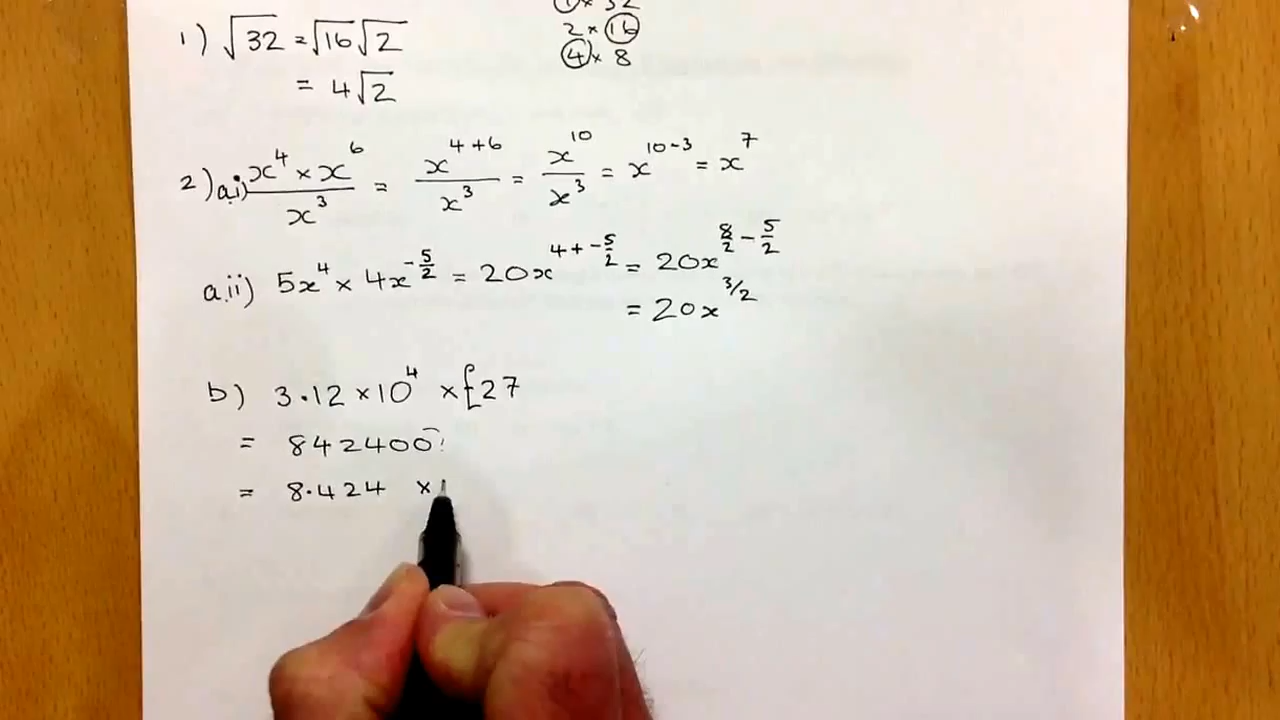 1 × 32
1) √32 = √16 √2
2 × 16
= 4√2
4 × 8
2) a.i) x⁴ × x⁶ / x³ = x⁴⁺⁶ / x³ = x¹⁰ / x³ = x¹⁰⁻³ = x⁷
a.ii) 5x⁴ × 4x^-5/2 = 20x^4+-5/2 = 20x^8/2-5/2
= 20x^3/2
b) 3.12 × 10⁴ × £27
= 842400
= 8.424 ×